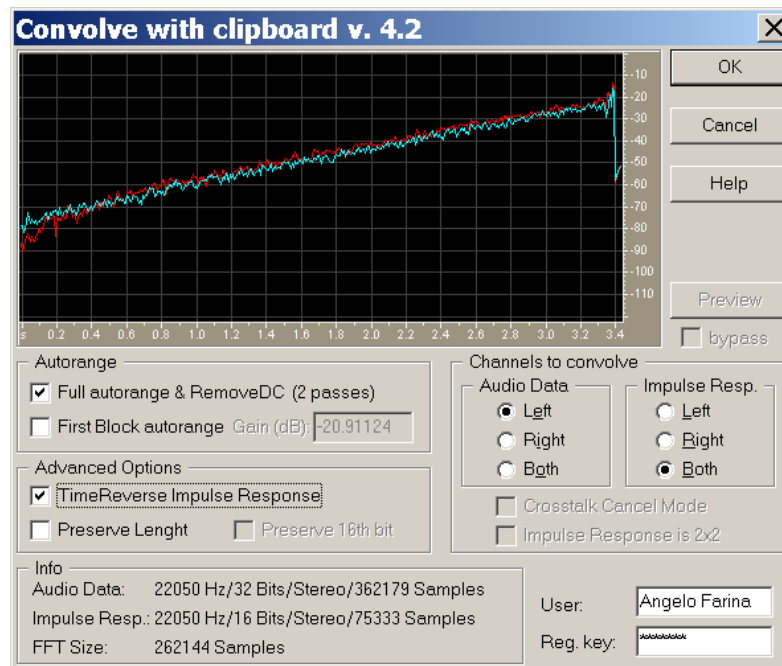 Convolve with clipboard v. 4.2
-10
-20
-30
-40
-50
-60
-70
-80
-90
-100
-110
s 0.2 0.4 0.6 0.8 1.0 1.2 1.4 1.6 1.8 2.0 2.2 2.4 2.6 2.8 3.0 3.2 3.4
OK
Cancel
Help
Preview
bypass
Autorange
Full autorange & RemoveDC (2 passes)
First Block autorange Gain (dB): -20.91124
Advanced Options
TimeReverse Impulse Response
Preserve Lenght Preserve 16th bit
Channels to convolve
Audio Data
Left
Right
Both
Impulse Resp.
Left
Right
Both
Crosstalk Cancel Mode
Impulse Response is 2x2
Info
Audio Data: 22050 Hz/32 Bits/Stereo/362179 Samples
Impulse Resp.: 22050 Hz/16 Bits/Stereo/75333 Samples
FFT Size: 262144 Samples
User: Angelo Farina
Reg. key: ********